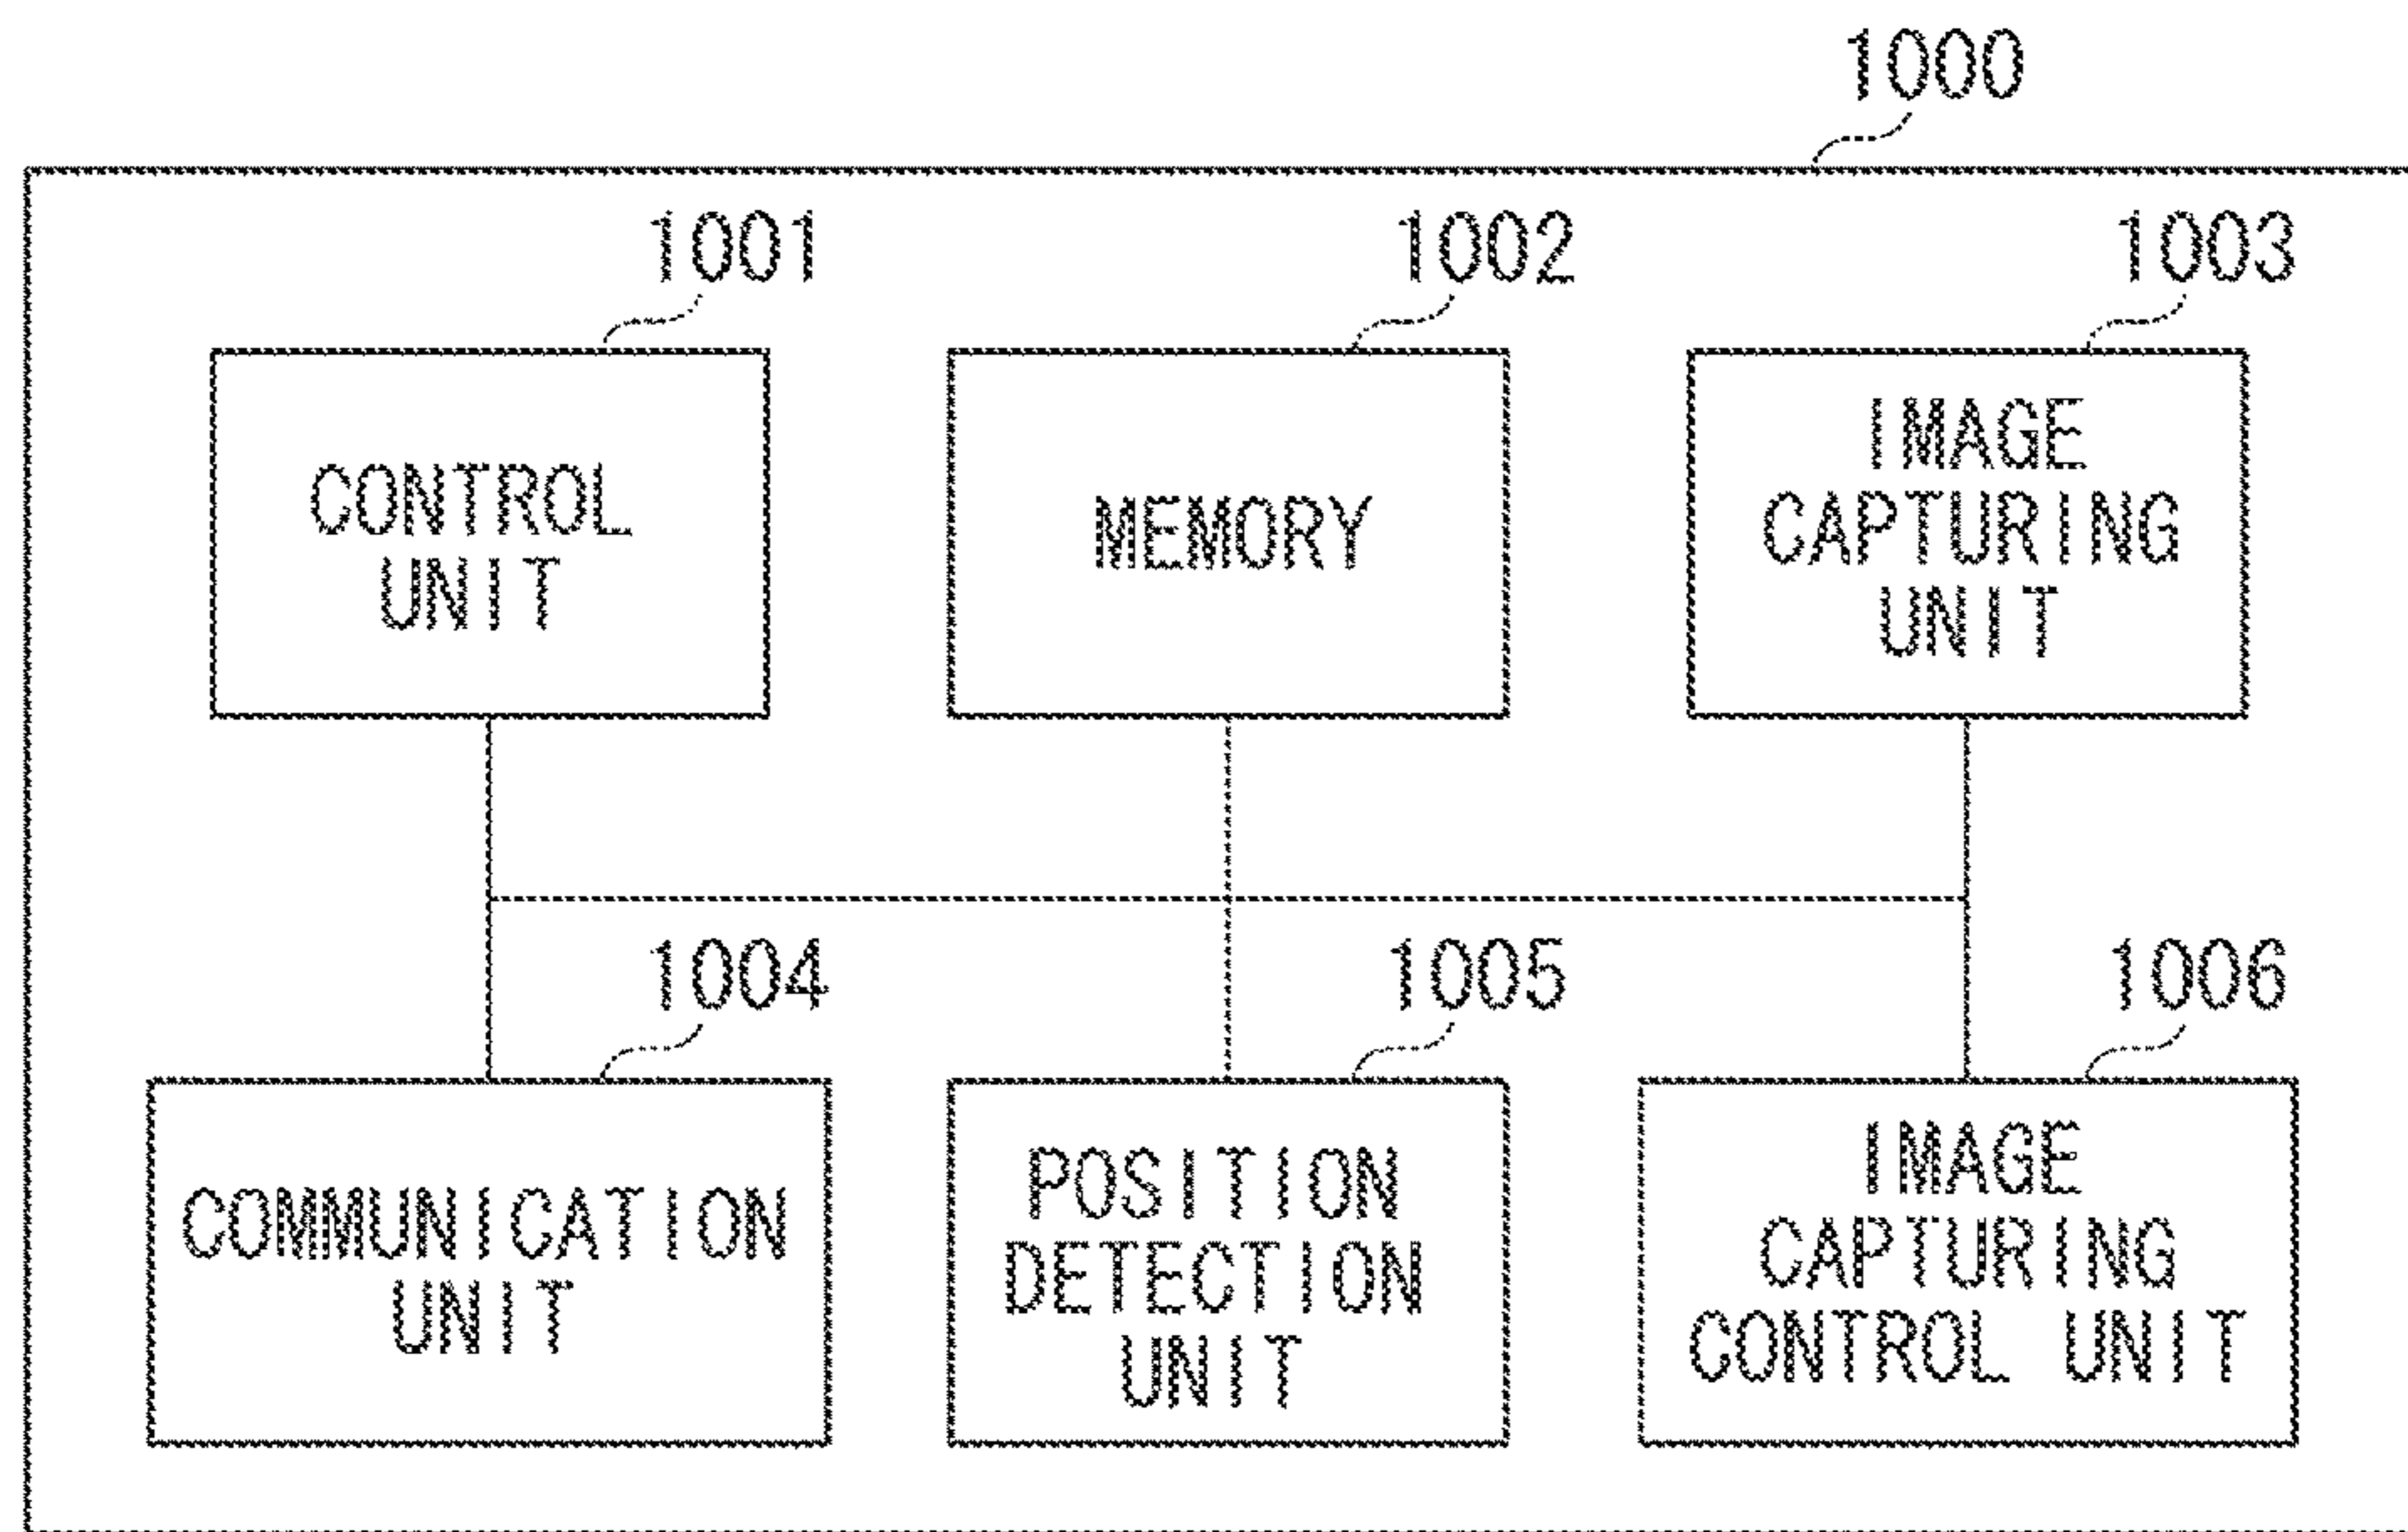 1000
1001
1002
1003
CONTROL
UNIT
MEMORY
IMAGE
CAPTURING
UNIT
1004
1005
1006
COMMUNICATION
UNIT
POSITION
DETECTION
UNIT
IMAGE
CAPTURING
CONTROL UNIT